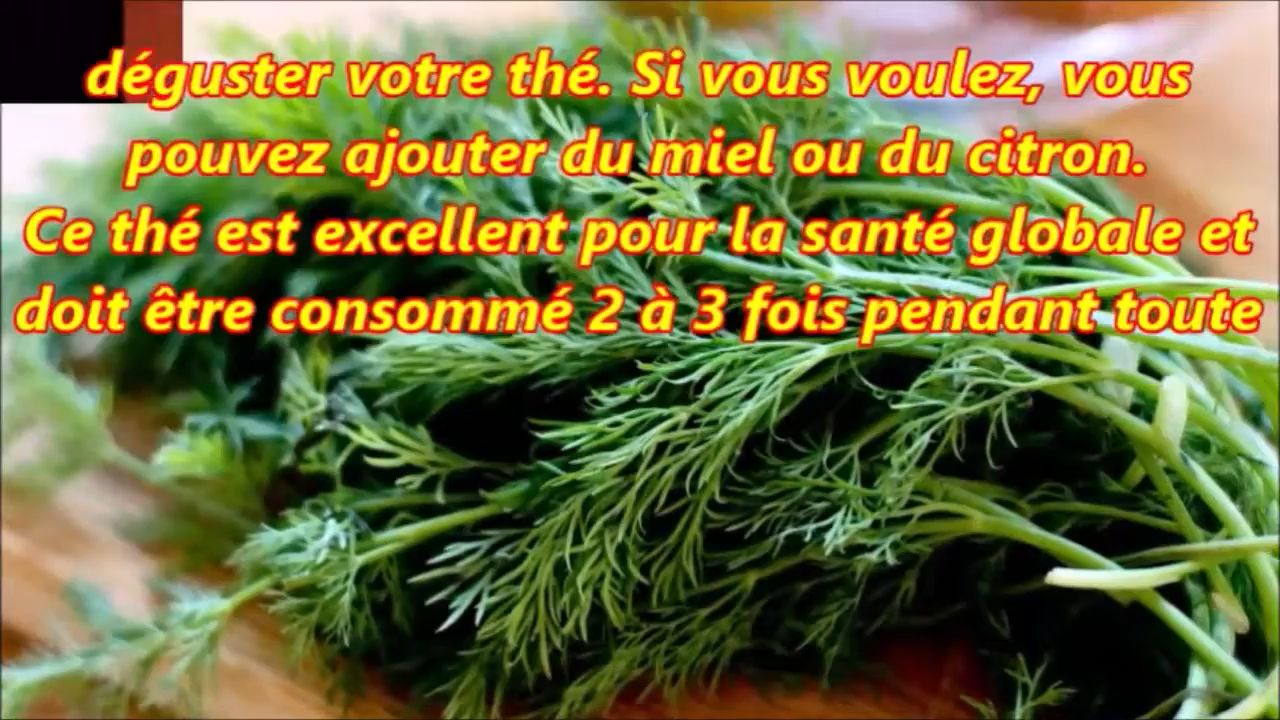 déguster votre thé. Si vous voulez, vous
pouvez ajouter du miel ou du citron.
Ce thé est excellent pour la santé globale et
doit être consommé 2 à 3 fois pendant toute